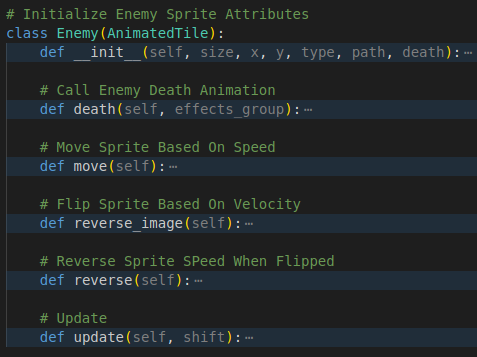 # Initialize Enemy Sprite Attributes
class Enemy(AnimatedTile):
    def __init__(self, size, x, y, type, path, death):⋯
    # Call Enemy Death Animation
    def death(self, effects_group):⋯
    # Move Sprite Based On Speed
    def move(self):⋯
    # Flip Sprite Based On Velocity
    def reverse_image(self):⋯
    # Reverse Sprite SPeed When Flipped
    def reverse(self):⋯
    # Update
    def update(self, shift):⋯